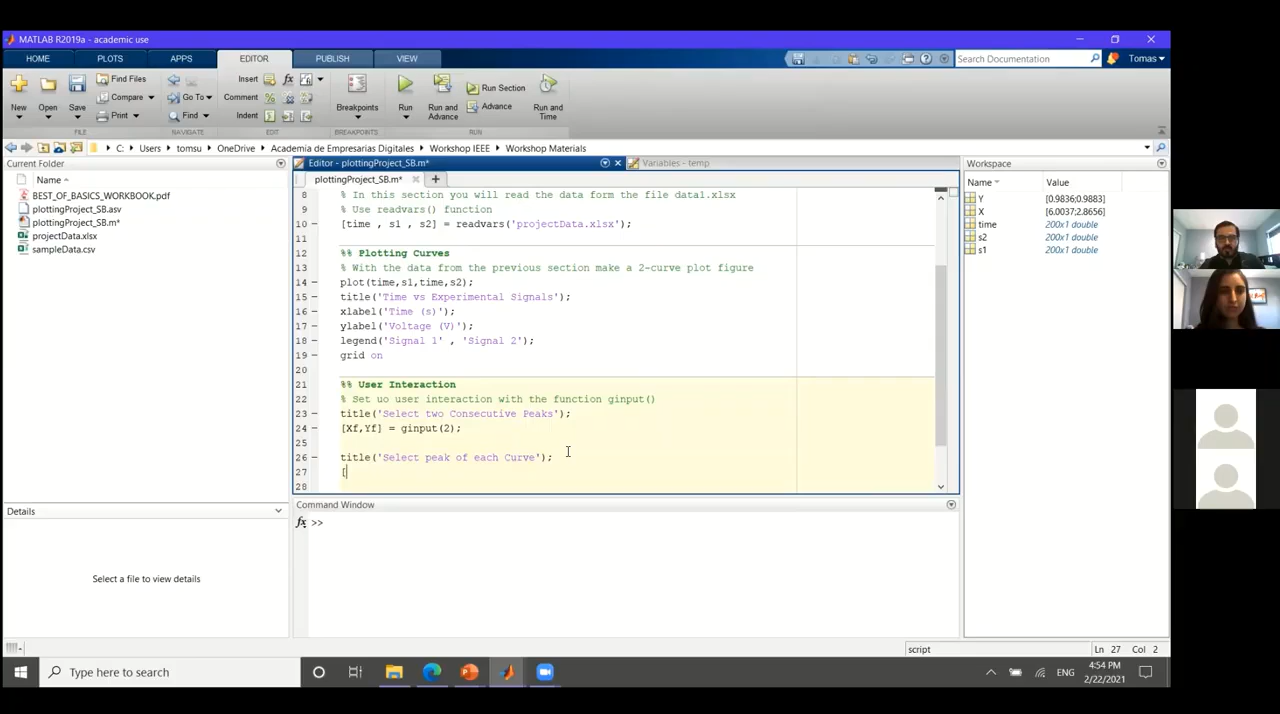 MATLAB R2019a - academic use
HOME PLOTS APPS EDITOR PUBLISH VIEW Search Documentation Tomas
Find Files Insert fx Run Section
Compare Go To Comment Advance
New Open Save Print Find Indent Breakpoints Run Run and Advance Run and Time
FILE NAVIGATE EDIT BREAKPOINTS RUN
C: Users tomsu OneDrive Academia de Empresarias Digitales Workshop IEEE Workshop Materials
Current Folder
Name
BEST_OF_BASICS_WORKBOOK.pdf
plottingProject_SB.asv
plottingProject_SB.m*
projectData.xlsx
sampleData.csv
Details
Select a file to view details
Editor - plottingProject_SB.m* Variables - temp
plottingProject_SB.m*
8 % In this section you will read the data form the file data1.xlsx
9 % Use readvars() function
10 [time , s1 , s2] = readvars('projectData.xlsx');
11
12 %% Plotting Curves
13 % With the data from the previous section make a 2-curve plot figure
14 plot(time,s1,time,s2);
15 title('Time vs Experimental Signals');
16 xlabel('Time (s)');
17 ylabel('Voltage (V)');
18 legend('Signal 1' , 'Signal 2');
19 grid on
20
21 %% User Interaction
22 % Set uo user interaction with the function ginput()
23 title('Select two Consecutive Peaks');
24 [Xf,Yf] = ginput(2);
25
26 title('Select peak of each Curve');
27 [
28
Command Window
fx >>
Workspace
Name Value
Y [0.9836;0.9883]
X [6.0037;2.8656]
time 200x1 double
s2 200x1 double
s1 200x1 double
script Ln 27 Col 2
Type here to search
ENG
4:54 PM
2/22/2021